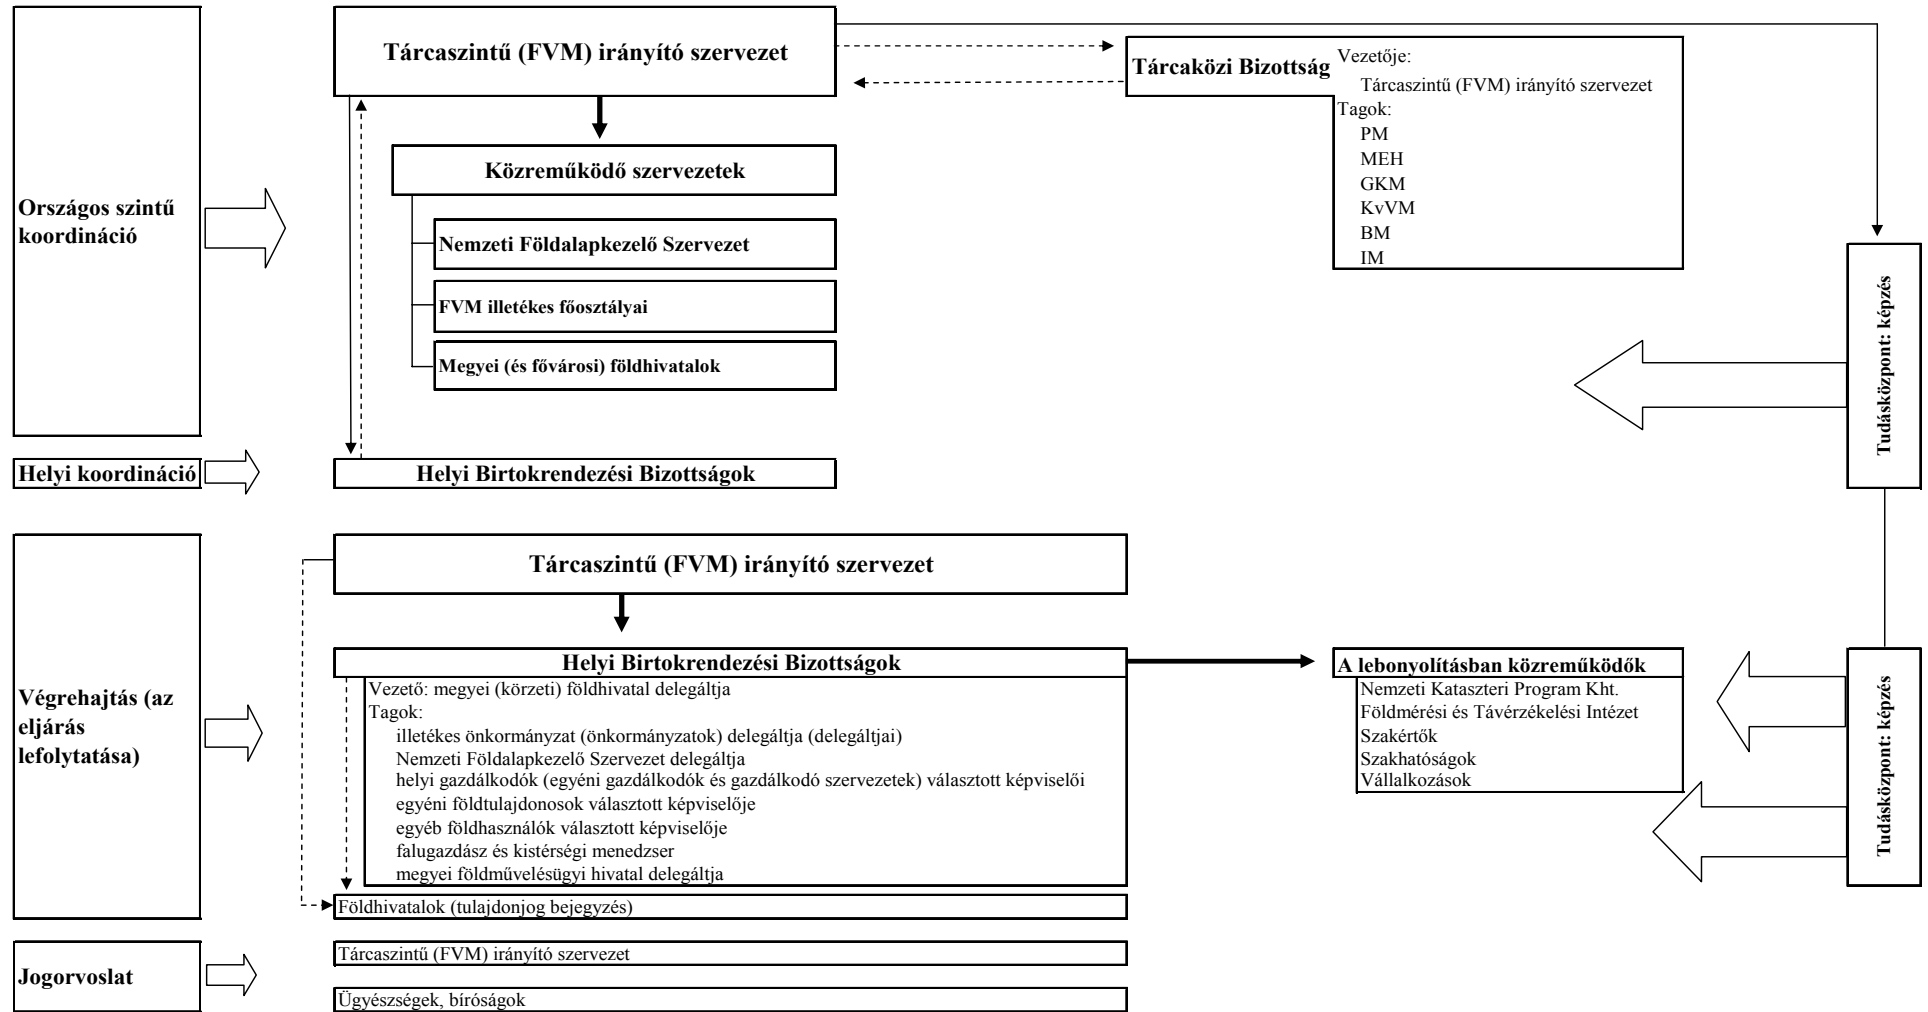 Országos szintű
koordináció
Tárcaszintű (FVM) irányító szervezet
Közreműködő szervezetek
Nemzeti Földalapkezelő Szervezet
FVM illetékes főosztályai
Megyei (és fővárosi) földhivatalok
Tárcaközi Bizottság
Vezetője:
Tárcaszintű (FVM) irányító szervezet
Tagok:
PM
MEH
GKM
KvVM
BM
IM
Tudásközpont: képzés
Helyi koordináció
Helyi Birtokrendezési Bizottságok
Végrehajtás (az
eljárás
lefolytatása)
Tárcaszintű (FVM) irányító szervezet
Helyi Birtokrendezési Bizottságok
Vezető: megyei (körzeti) földhivatal delegáltja
Tagok:
illetékes önkormányzat (önkormányzatok) delegáltja (delegáltjai)
Nemzeti Földalapkezelő Szervezet delegáltja
helyi gazdálkodók (egyéni gazdálkodók és gazdálkodó szervezetek) választott képviselői
egyéni földtulajdonosok választott képviselője
egyéb földhasználók választott képviselője
falugazdász és kistérségi menedzser
megyei földművelésügyi hivatal delegáltja
Földhivatalok (tulajdonjog bejegyzés)
A lebonyolításban közreműködők
Nemzeti Kataszteri Program Kht.
Földmérési és Távérzékelési Intézet
Szakértők
Szakhatóságok
Vállalkozások
Tudásközpont: képzés
Jogorvoslat
Tárcaszintű (FVM) irányító szervezet
Ügyészségek, bíróságok